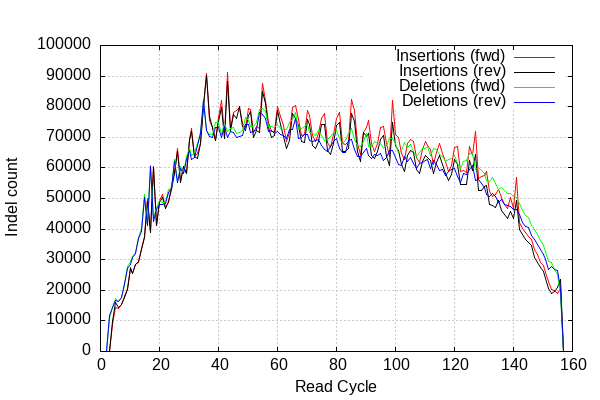 100000
90000
80000
70000
60000
50000
40000
30000
20000
10000
0
Indel count
Insertions (fwd)
Insertions (rev)
Deletions (fwd)
Deletions (rev)
0 20 40 60 80 100 120 140 160
Read Cycle